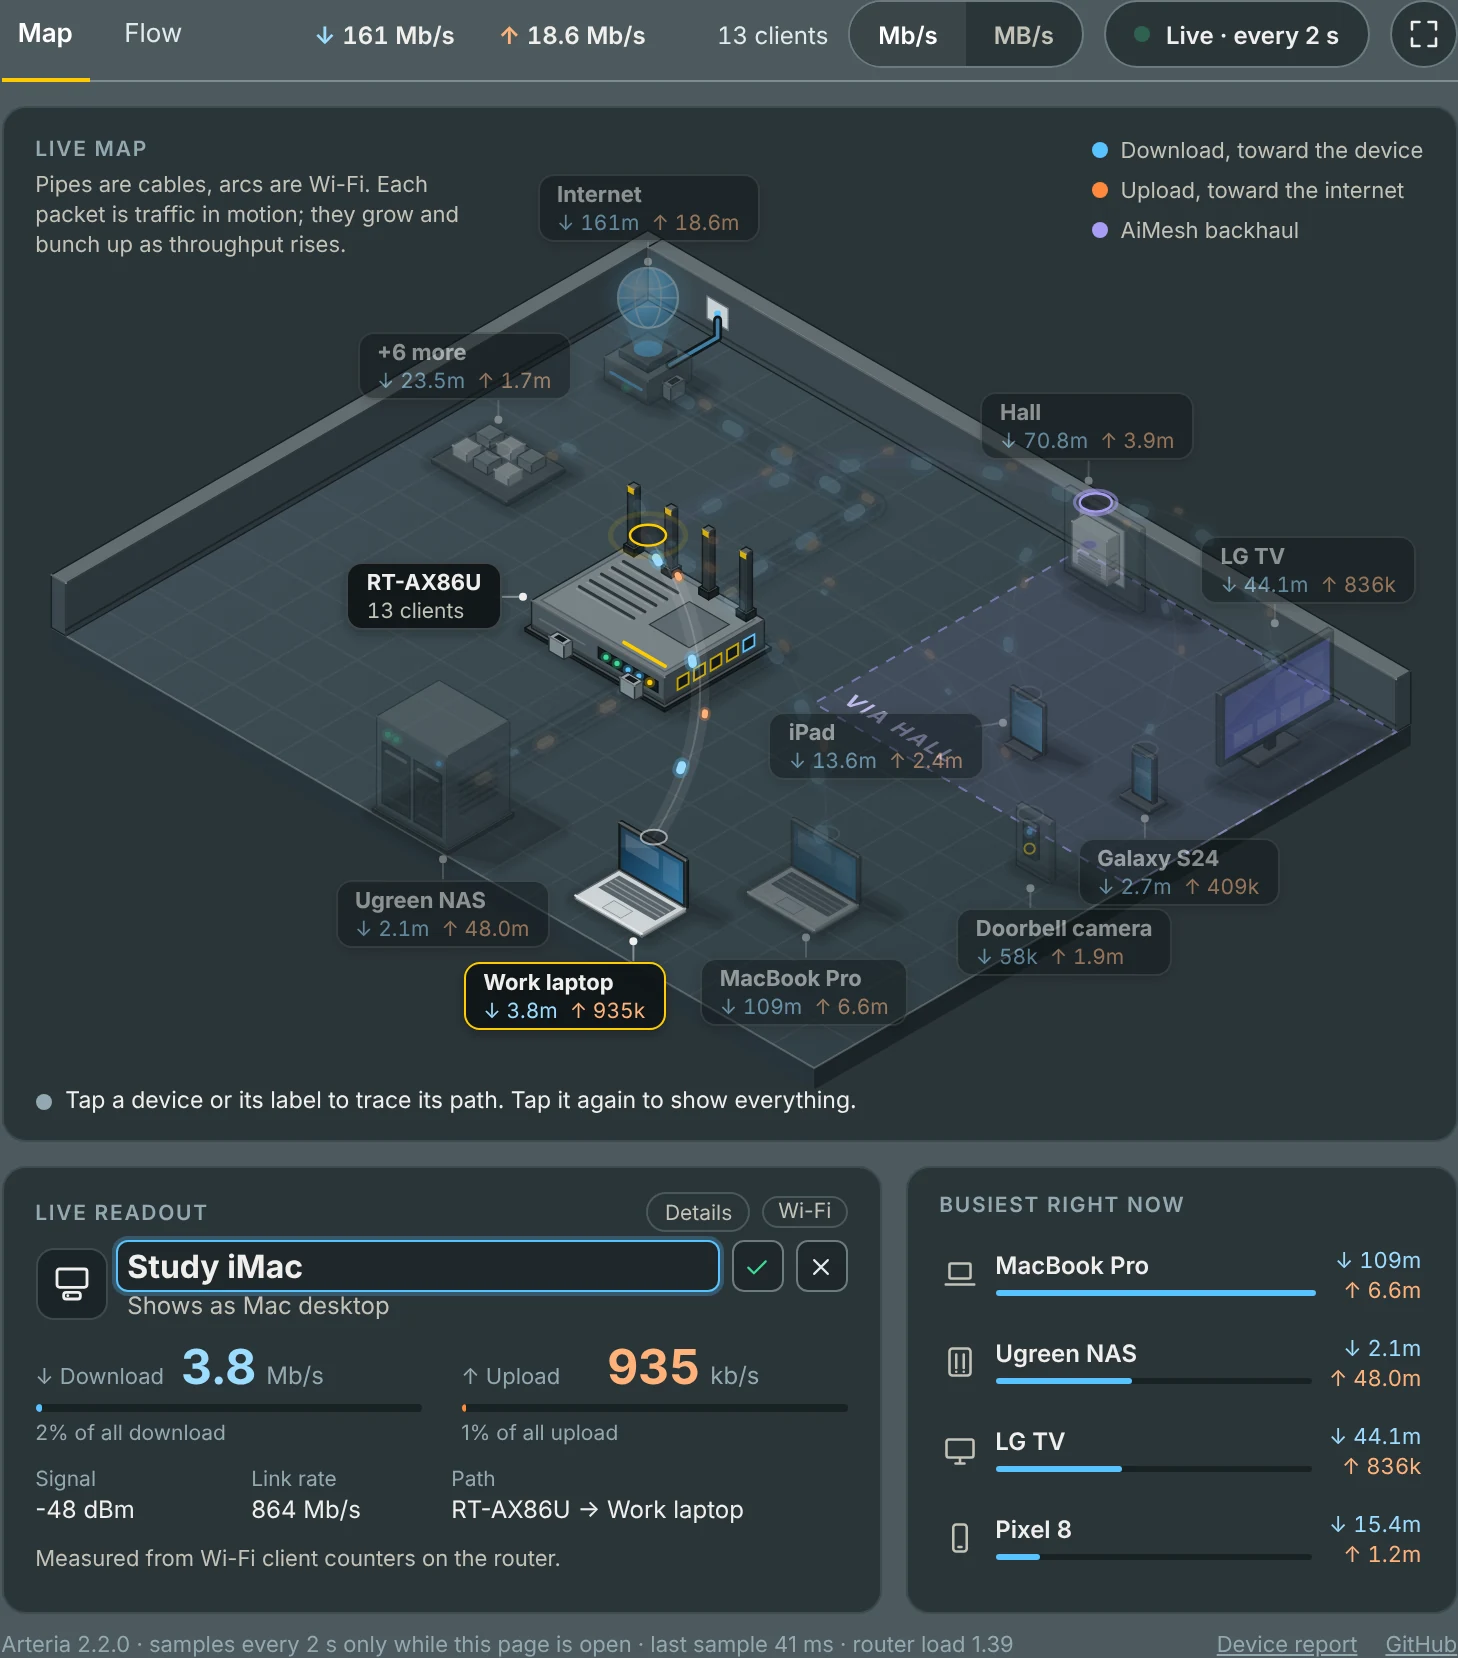 Map
Flow
↓ 161 Mb/s
↑ 18.6 Mb/s
13 clients
Mb/s
MB/s
Live · every 2 s
LIVE MAP
Pipes are cables, arcs are Wi-Fi. Each
packet is traffic in motion; they grow and
bunch up as throughput rises.
Download, toward the device
Upload, toward the internet
AiMesh backhaul
Internet
↓ 161m ↑ 18.6m
+6 more
↓ 23.5m ↑ 1.7m
Hall
↓ 70.8m ↑ 3.9m
LG TV
↓ 44.1m ↑ 836k
RT-AX86U
13 clients
VIA HALL
iPad
↓ 13.6m ↑ 2.4m
Galaxy S24
↓ 2.7m ↑ 409k
Ugreen NAS
↓ 2.1m ↑ 48.0m
Doorbell camera
↓ 58k ↑ 1.9m
Work laptop
↓ 3.8m ↑ 935k
MacBook Pro
↓ 109m ↑ 6.6m
Tap a device or its label to trace its path. Tap it again to show everything.
LIVE READOUT
Details
Wi-Fi
Study iMac
Shows as Mac desktop
↓ Download 3.8 Mb/s
↑ Upload 935 kb/s
2% of all download
1% of all upload
Signal
Link rate
Path
-48 dBm
864 Mb/s
RT-AX86U → Work laptop
Measured from Wi-Fi client counters on the router.
BUSIEST RIGHT NOW
MacBook Pro
↓ 109m
↑ 6.6m
Ugreen NAS
↓ 2.1m
↑ 48.0m
LG TV
↓ 44.1m
↑ 836k
Pixel 8
↓ 15.4m
↑ 1.2m
Arteria 2.2.0 · samples every 2 s only while this page is open · last sample 41 ms · router load 1.39
Device report
GitHub